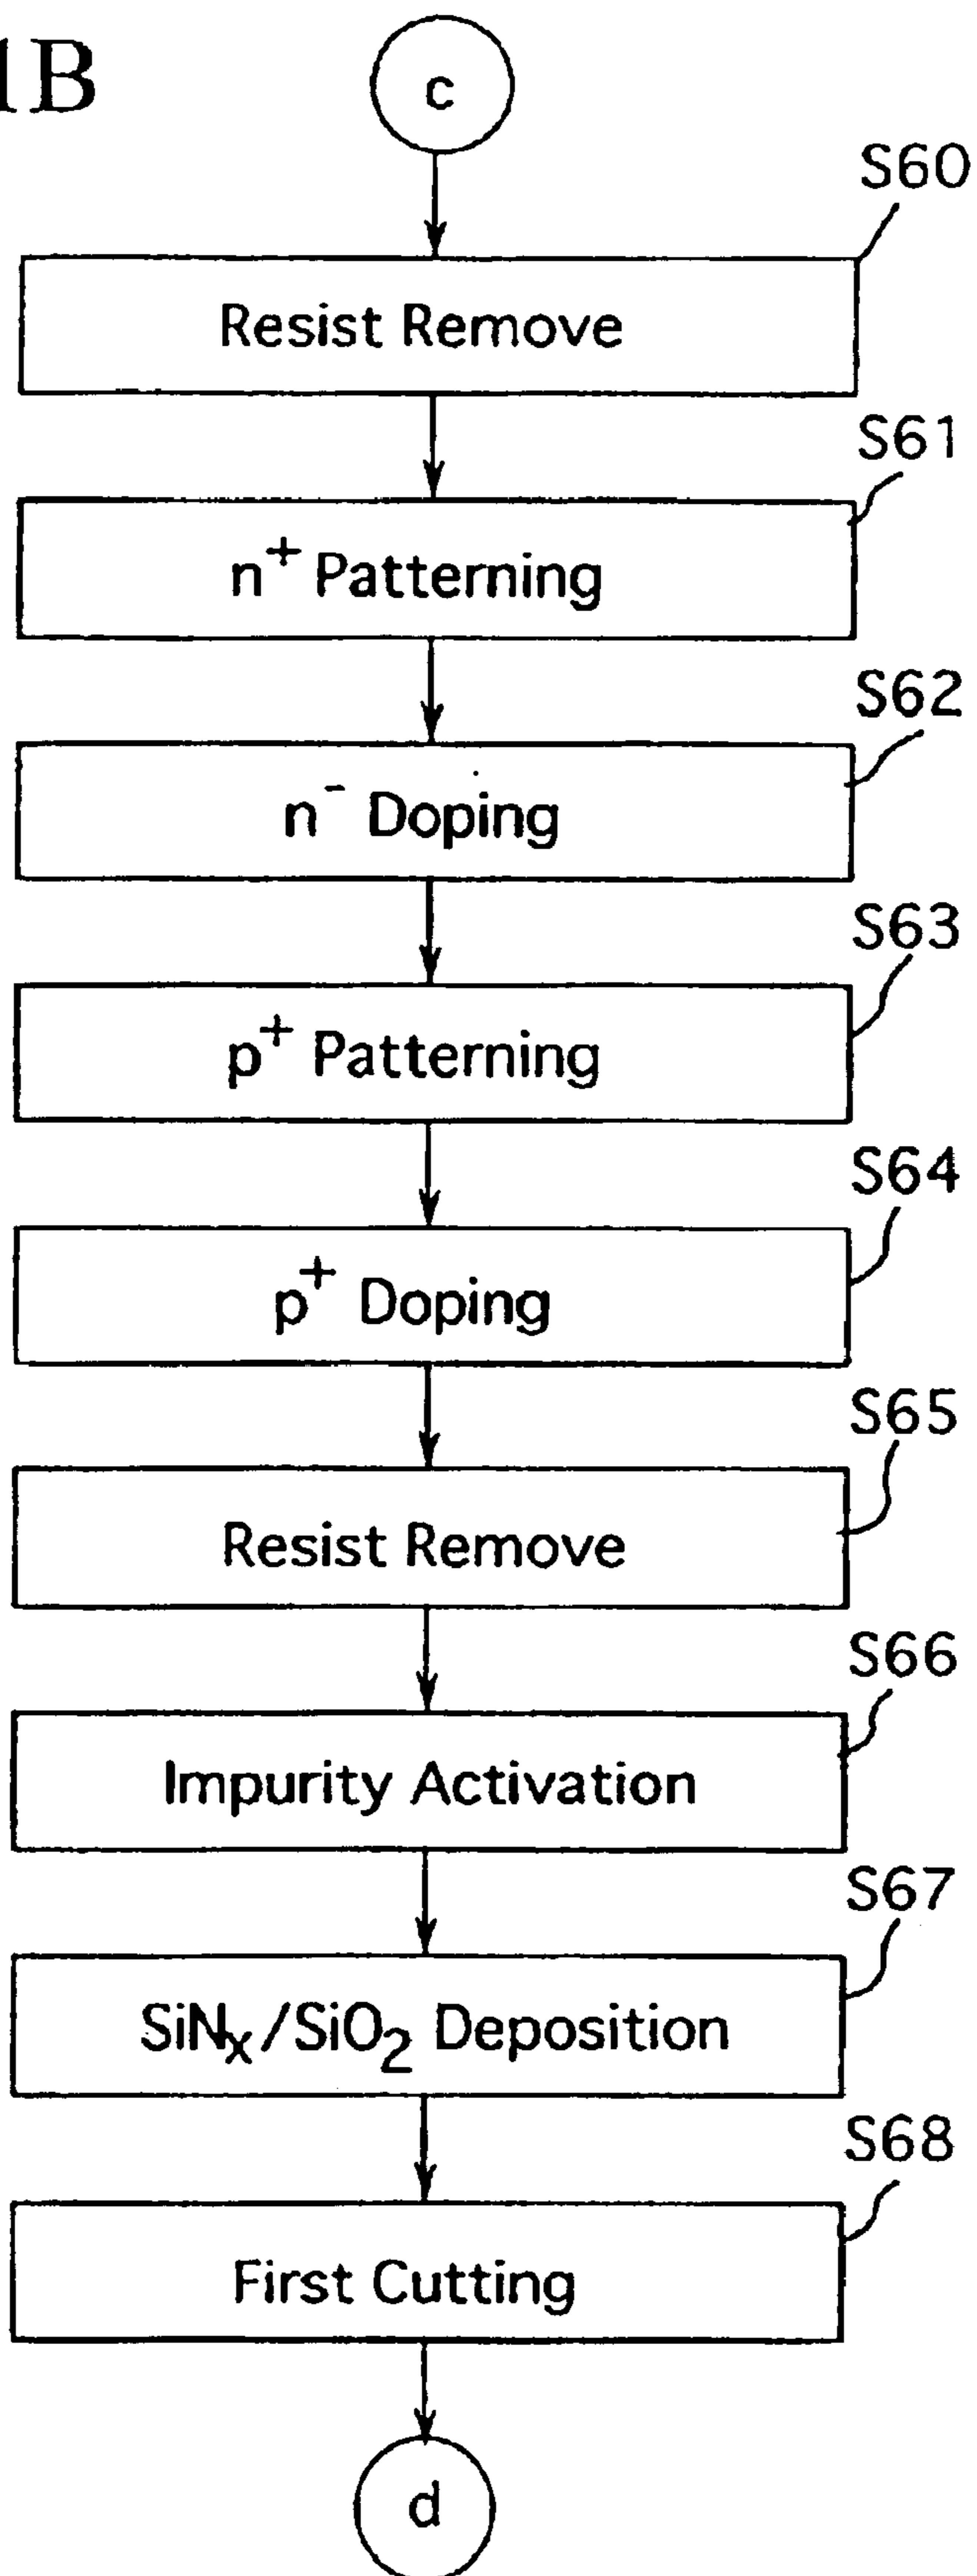 1B
c
S60
Resist Remove
S61
n⁺ Patterning
S62
n⁻ Doping
S63
p⁺ Patterning
S64
p⁺ Doping
S65
Resist Remove
S66
Impurity Activation
S67
SiNₓ/SiO₂ Deposition
S68
First Cutting
d